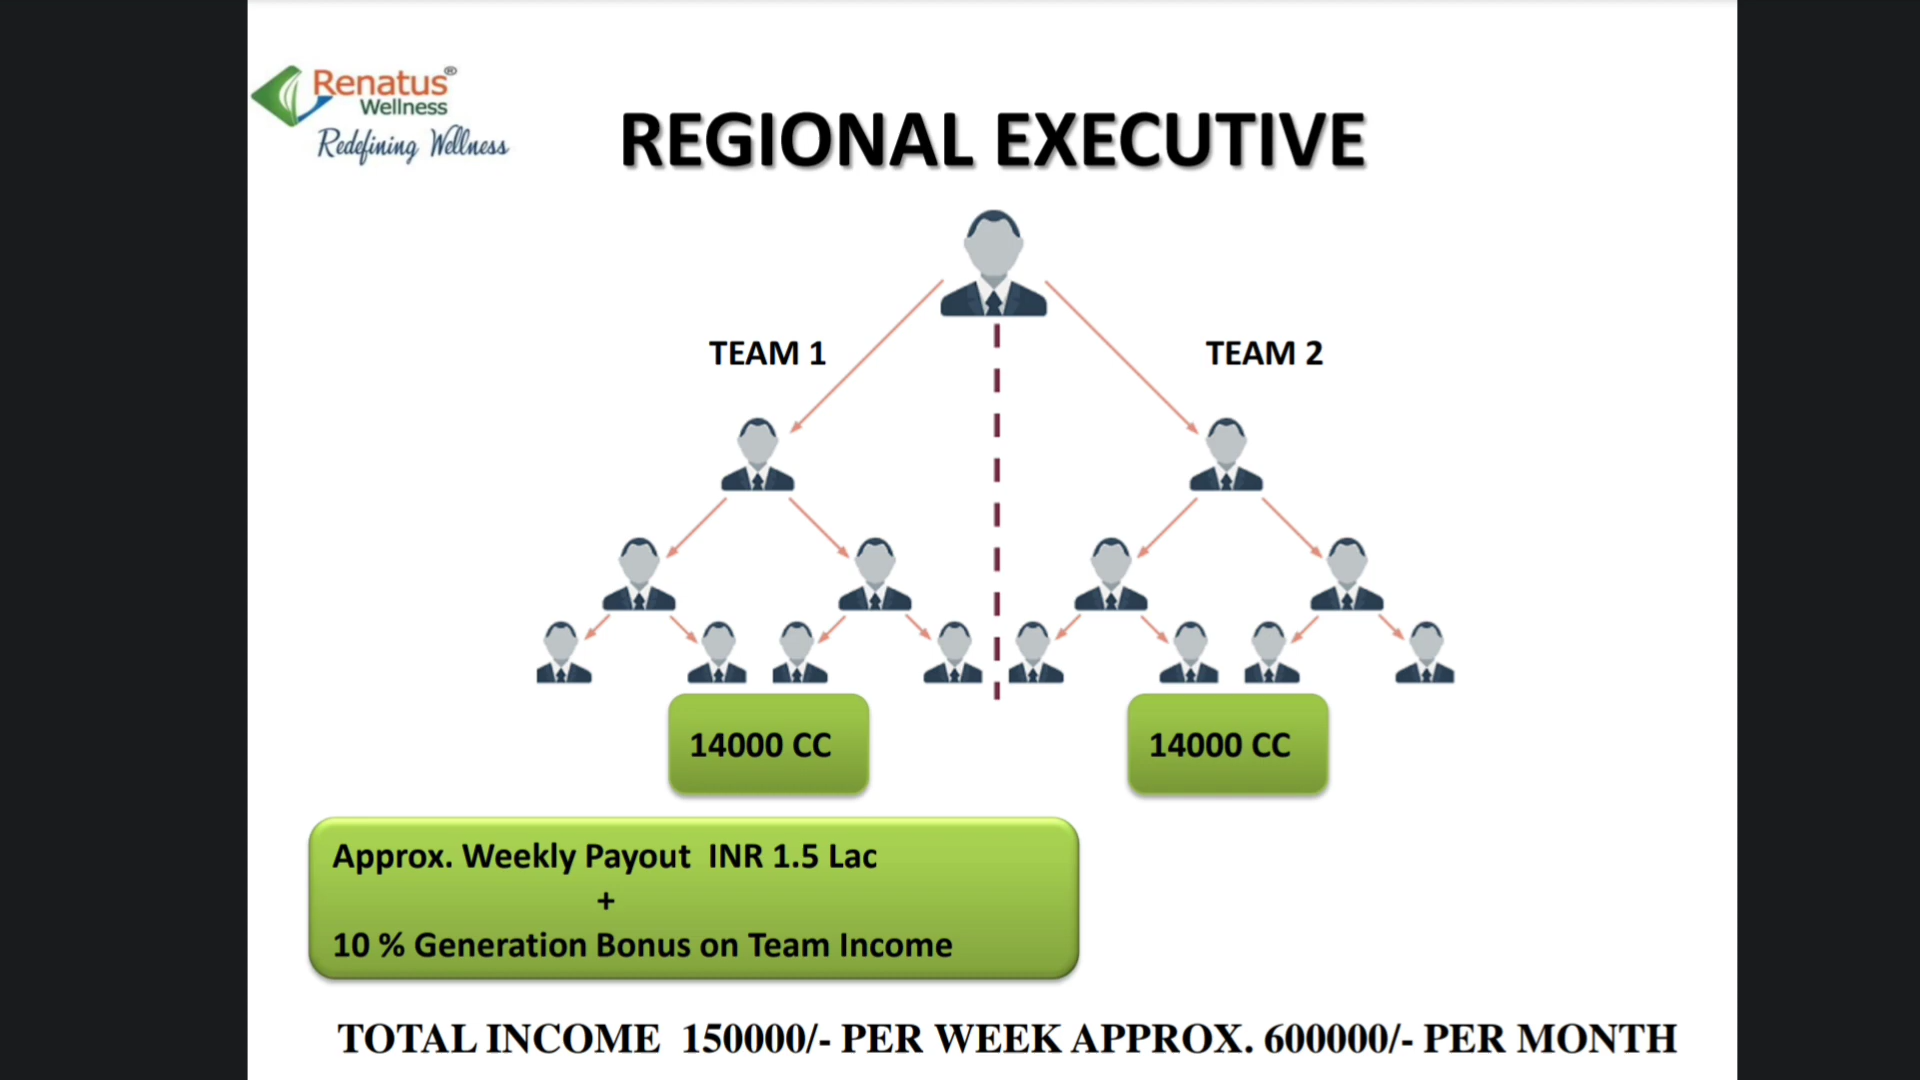 Renatus®
Wellness
Redefining Wellness
REGIONAL EXECUTIVE
TEAM 1
TEAM 2
14000 CC
14000 CC
Approx. Weekly Payout  INR 1.5 Lac
+
10 % Generation Bonus on Team Income
TOTAL INCOME  150000/- PER WEEK APPROX. 600000/- PER MONTH